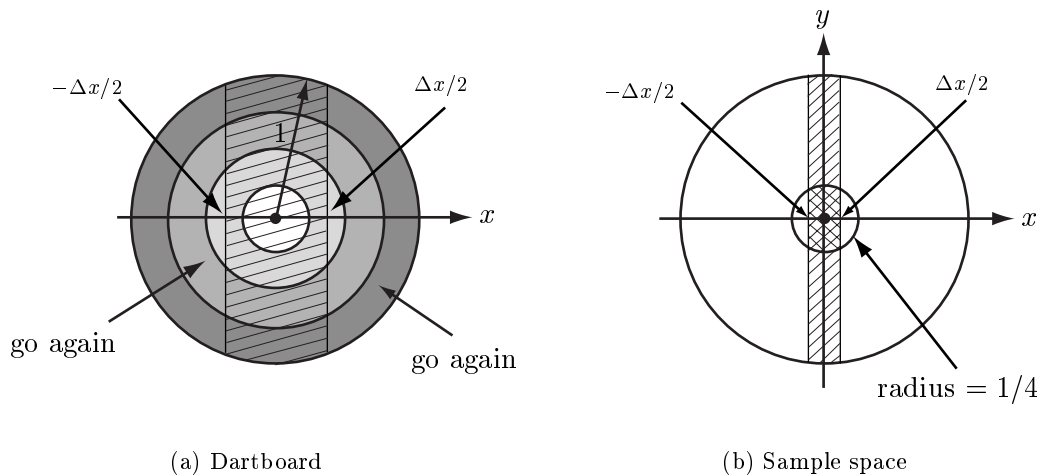 −Δx/2
Δx/2
1
x
go again
go again
(a) Dartboard
y
−Δx/2
Δx/2
x
radius = 1/4
(b) Sample space